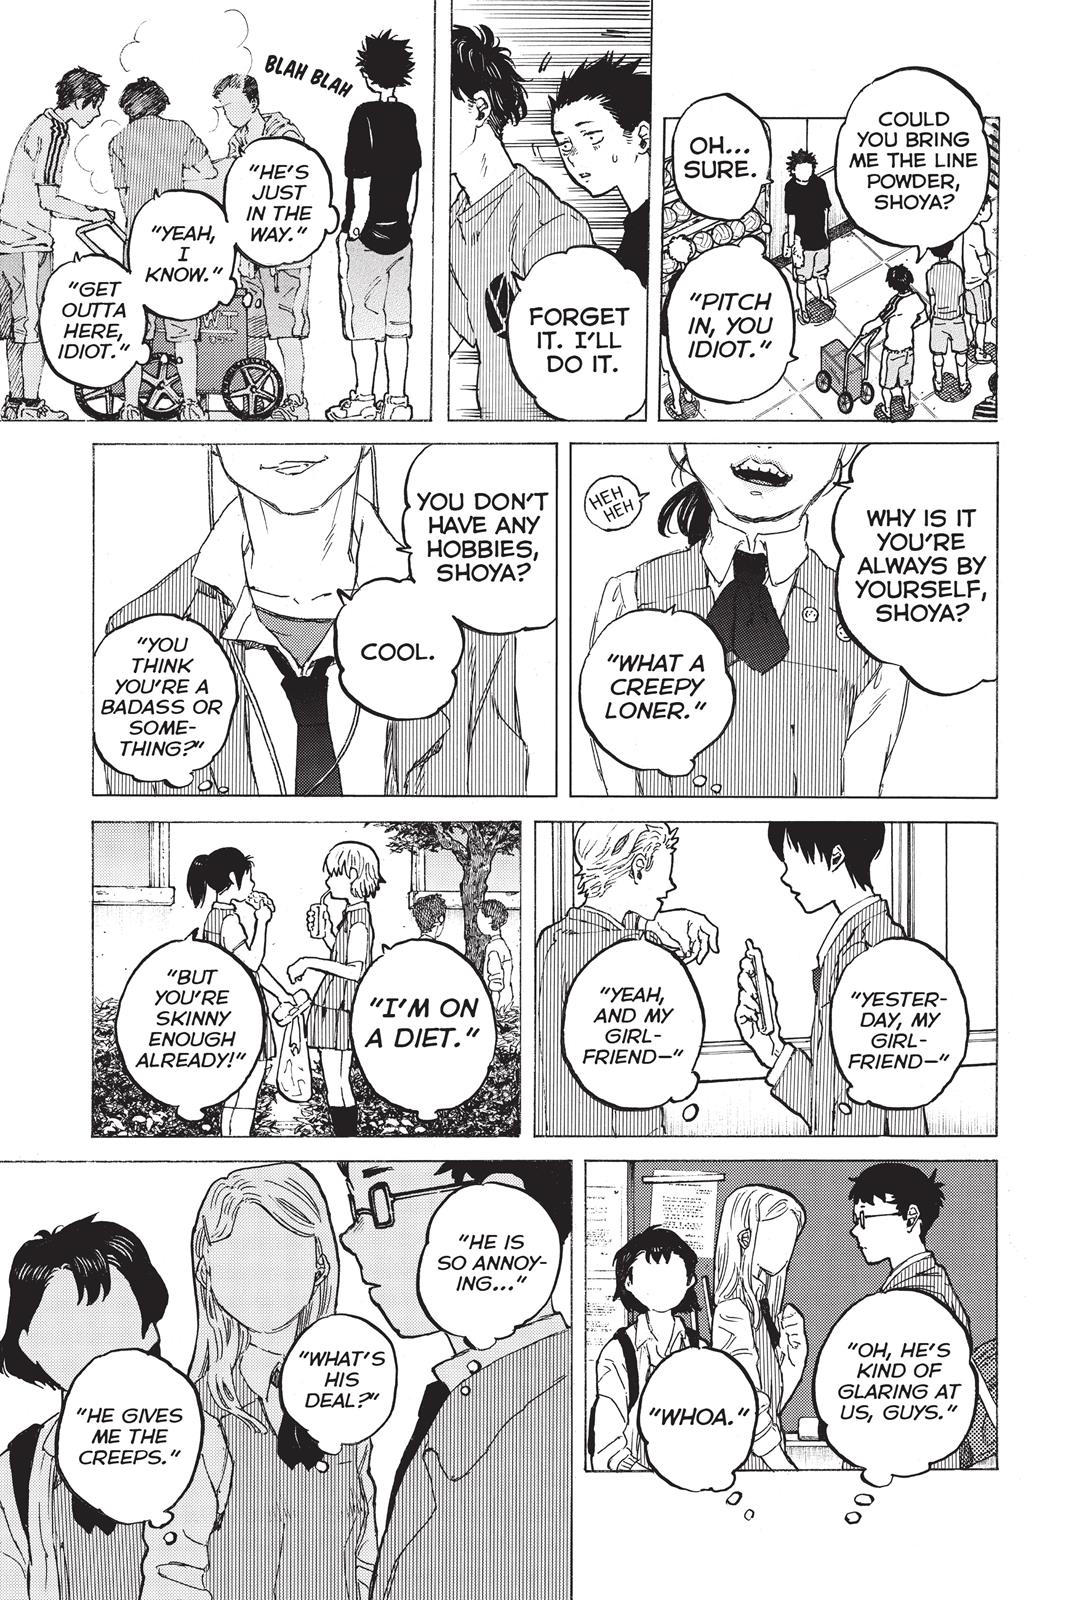 COULD
YOU BRING
ME THE LINE
POWDER,
SHOYA?
OH...
SURE.
"PITCH
IN, YOU
IDIOT."
FORGET
IT. I'LL
DO IT.
BLAH BLAH
"HE'S
JUST
IN THE
WAY."
"YEAH,
I
KNOW."
"GET
OUTTA
HERE,
IDIOT."
WHY IS IT
YOU'RE
ALWAYS BY
YOURSELF,
SHOYA?
HEH
HEH
"WHAT A
CREEPY
LONER."
YOU DON'T
HAVE ANY
HOBBIES,
SHOYA?
COOL.
"YOU
THINK
YOU'RE A
BADASS OR
SOME-
THING?"
"YESTER-
DAY, MY
GIRL-
FRIEND—"
"YEAH,
AND MY
GIRL-
FRIEND—"
"I'M ON
A DIET."
"BUT
YOU'RE
SKINNY
ENOUGH
ALREADY!"
"OH, HE'S
KIND OF
GLARING AT
US, GUYS."
"WHOA."
"HE IS
SO ANNOY-
ING..."
"WHAT'S
HIS
DEAL?"
"HE GIVES
ME THE
CREEPS."